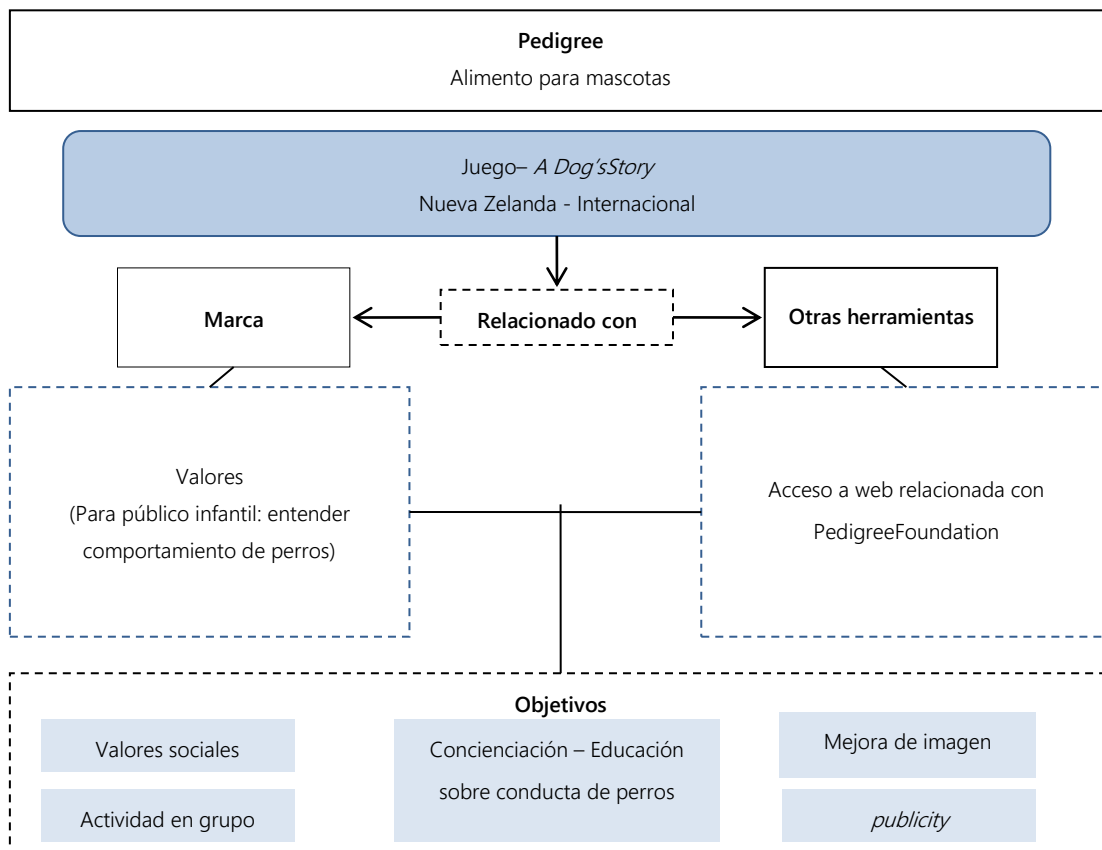 Pedigree
Alimento para mascotas
Juego– A Dog'sStory
Nueva Zelanda - Internacional
Marca
Relacionado con
Otras herramientas
Valores
(Para público infantil: entender
comportamiento de perros)
Acceso a web relacionada con
PedigreeFoundation
Objetivos
Valores sociales
Actividad en grupo
Concienciación – Educación
sobre conducta de perros
Mejora de imagen
publicity